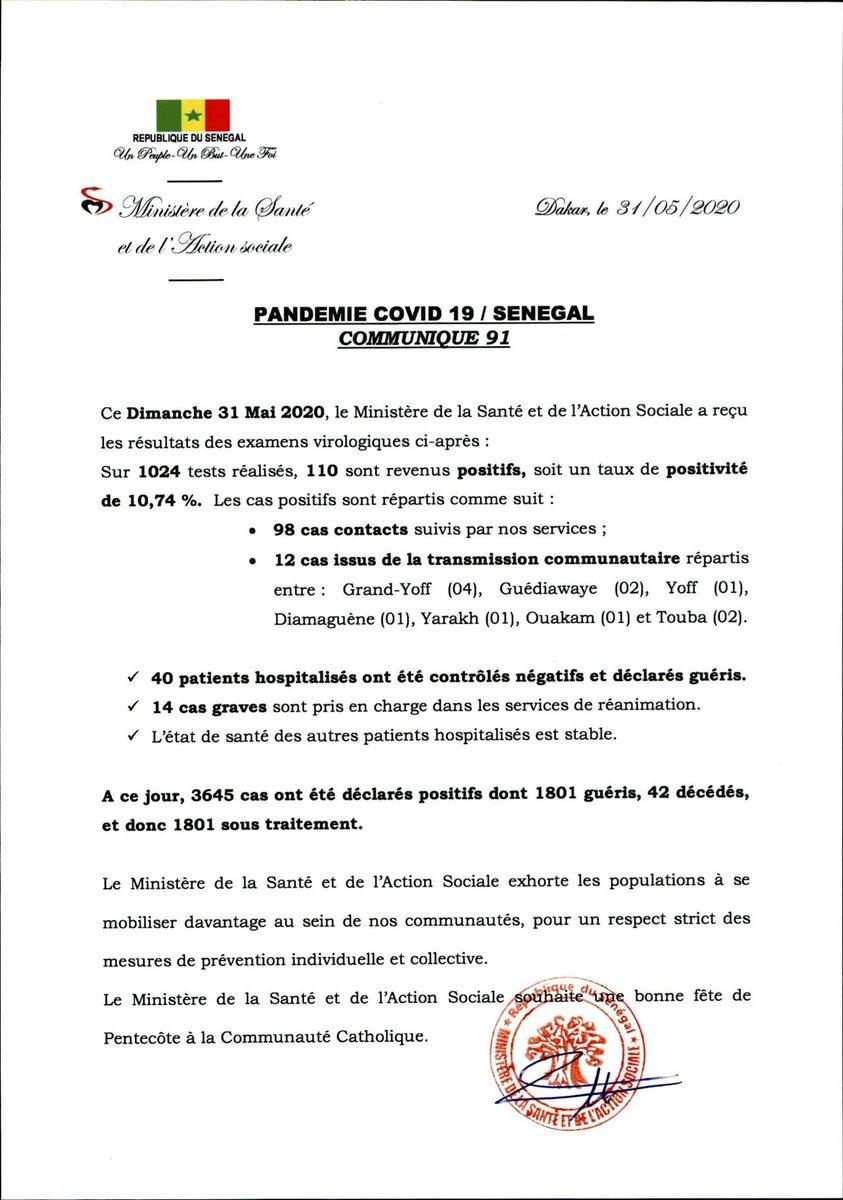 REPUBLIQUE DU SENEGAL
Un Peuple-Un But-Une Foi
Ministère de la Santé
et de l'Action sociale
Dakar, le 31/05/2020
PANDEMIE COVID 19 / SENEGAL
COMMUNIQUE 91
Ce Dimanche 31 Mai 2020, le Ministère de la Santé et de l'Action Sociale a reçu
les résultats des examens virologiques ci-après :
Sur 1024 tests réalisés, 110 sont revenus positifs, soit un taux de positivité
de 10,74 %. Les cas positifs sont répartis comme suit :
• 98 cas contacts suivis par nos services ;
• 12 cas issus de la transmission communautaire répartis
entre : Grand-Yoff (04), Guédiawaye (02), Yoff (01),
Diamaguène (01), Yarakh (01), Ouakam (01) et Touba (02).
✓ 40 patients hospitalisés ont été contrôlés négatifs et déclarés guéris.
✓ 14 cas graves sont pris en charge dans les services de réanimation.
✓ L'état de santé des autres patients hospitalisés est stable.
A ce jour, 3645 cas ont été déclarés positifs dont 1801 guéris, 42 décédés,
et donc 1801 sous traitement.
Le Ministère de la Santé et de l'Action Sociale exhorte les populations à se
mobiliser davantage au sein de nos communautés, pour un respect strict des
mesures de prévention individuelle et collective.
Le Ministère de la Santé et de l'Action Sociale souhaite une bonne fête de
Pentecôte à la Communauté Catholique.
République du Sénégal
MINISTÈRE DE LA SANTÉ ET DE L'ACTION SOCIALE